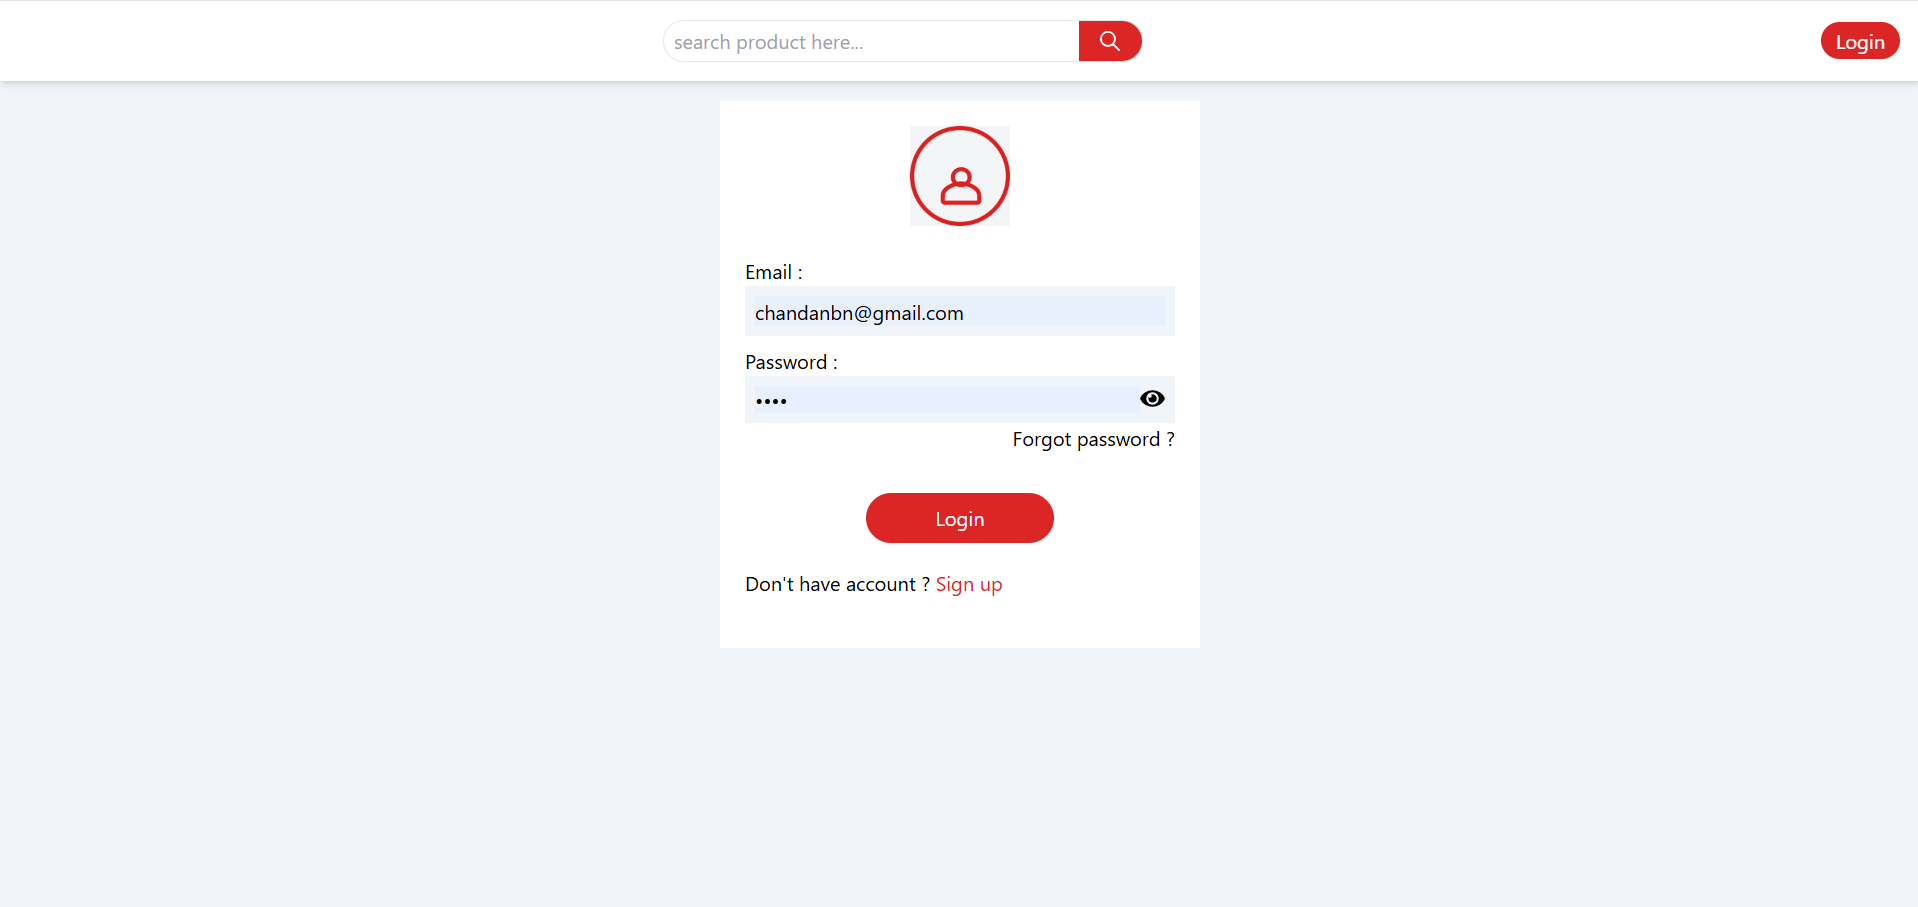 search product here...
Login
Email :
chandanbn@gmail.com
Password :
••••
Forgot password ?
Login
Don't have account ? Sign up